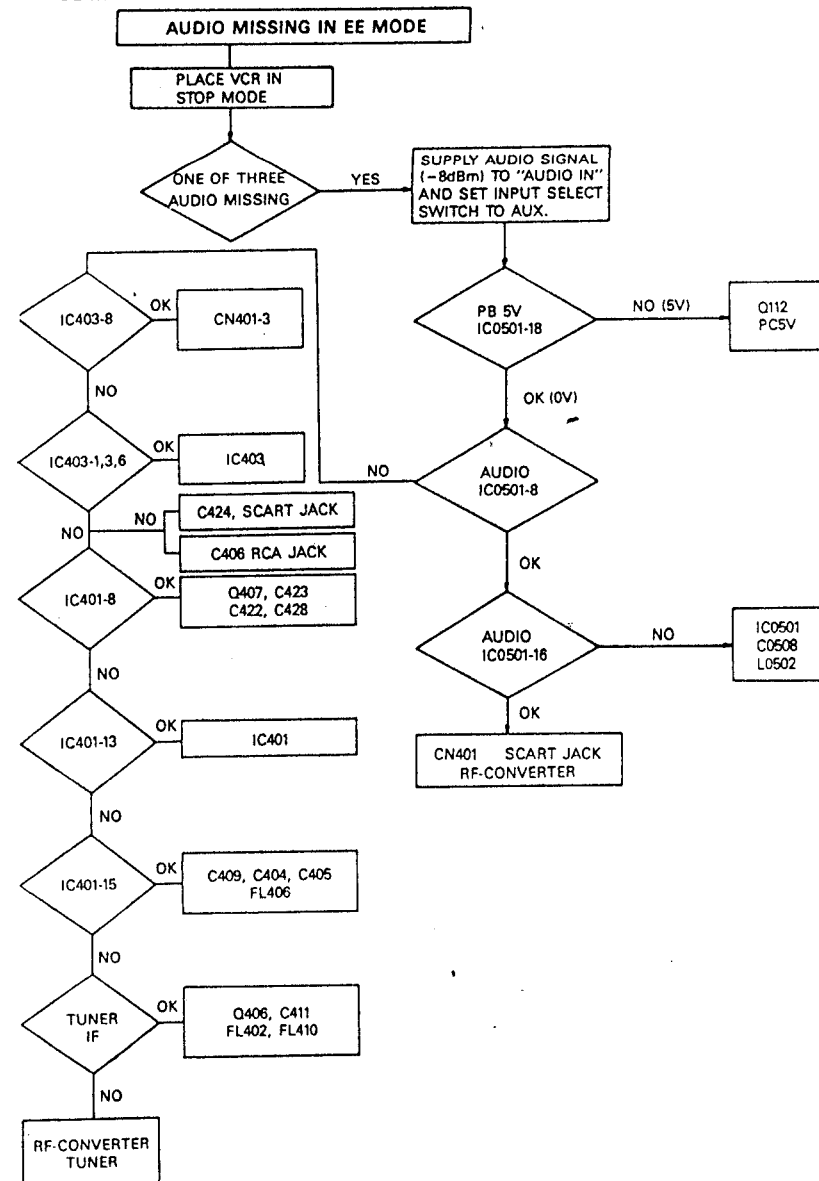 AUDIO MISSING IN EE MODE
PLACE VCR IN
STOP MODE
ONE OF THREE
AUDIO MISSING
YES
SUPPLY AUDIO SIGNAL
(-8dBm) TO "AUDIO IN"
AND SET INPUT SELECT
SWITCH TO AUX.
PB 5V
IC0501-18
NO (5V)
Q112
PC5V
OK (0V)
AUDIO
IC0501-8
NO
OK
AUDIO
IC0501-16
NO
IC0501
C0508
L0502
OK
CN401 SCART JACK
RF-CONVERTER
IC403-8
OK
CN401-3
NO
IC403-1,3,6
OK
IC403
NO
NO
C424, SCART JACK
C406 RCA JACK
IC401-8
OK
Q407, C423
C422, C428
NO
IC401-13
OK
IC401
NO
IC401-15
OK
C409, C404, C405
FL406
NO
TUNER
IF
OK
Q406, C411
FL402, FL410
NO
RF-CONVERTER
TUNER